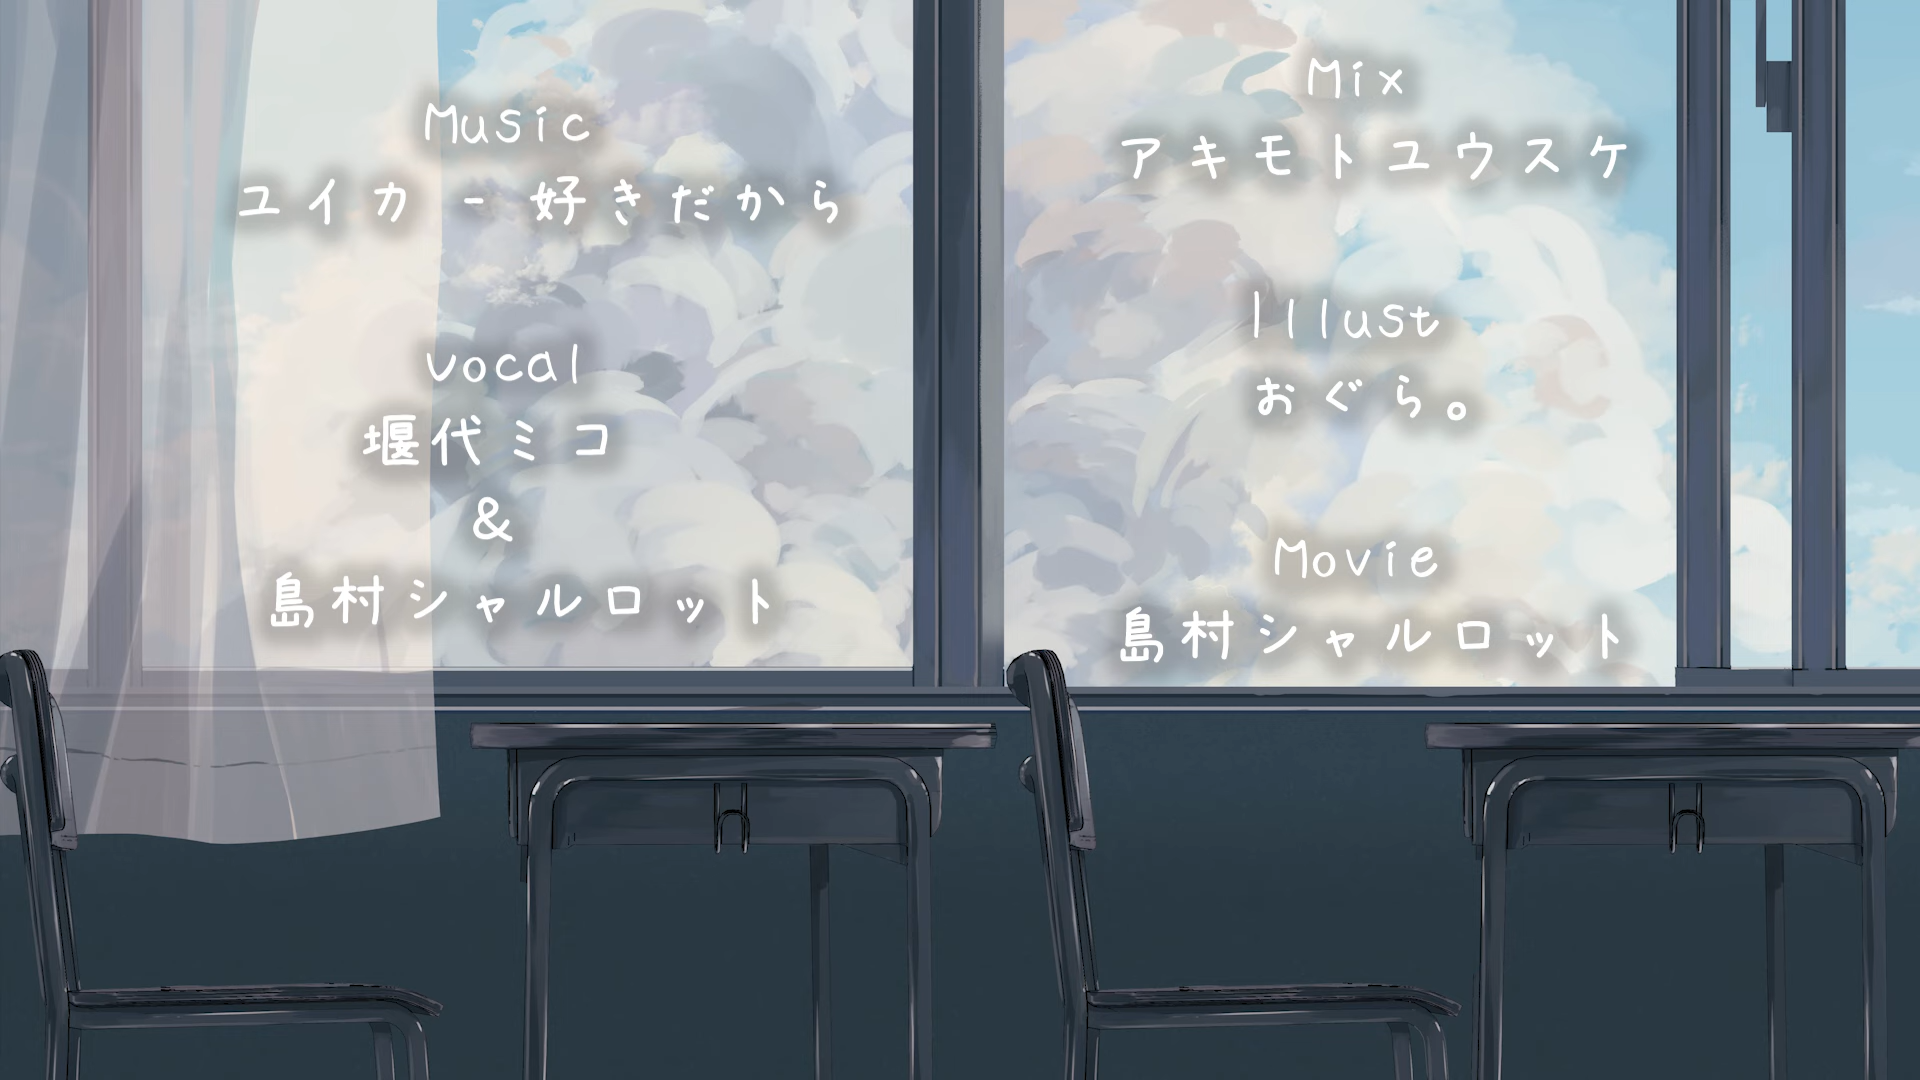 Music
ユイカ - 好きだから
vocal
堰代ミコ
&
島村シャルロット
Mix
アキモトユウスケ
Illust
おぐら。
Movie
島村シャルロット